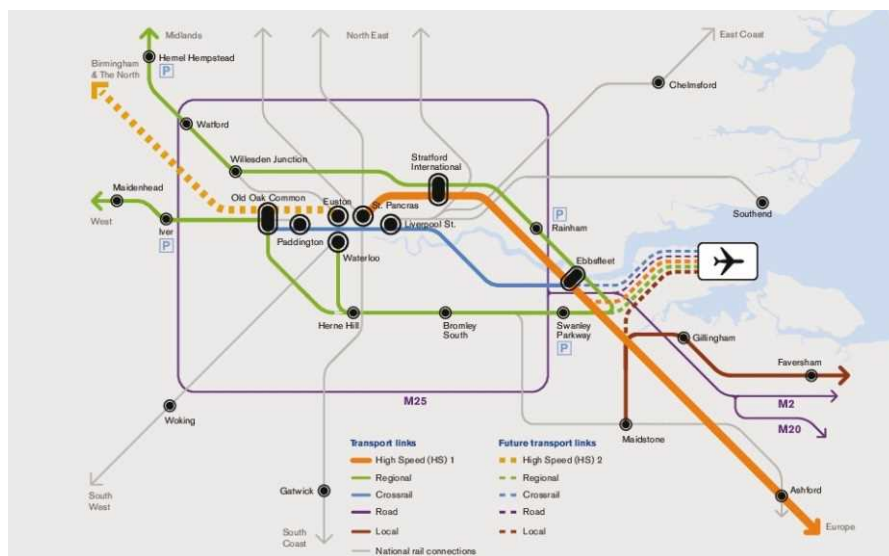 Midlands
North East
East Coast
Hemel Hempstead
P
Birmingham
& The North
Chelmsford
Watford
Willesden Junction
Stratford
International
Maidenhead
Old Oak Common
Euston
St. Pancras
Southend
West
Iver
P
Paddington
Liverpool St.
P
Rainham
Waterloo
Ebbsfleet
Herne Hill
Bromley
South
Swanley
Parkway
P
Gillingham
Faversham
M25
M2
M20
Woking
Maidstone
South
West
Gatwick
South
Coast
Ashford
Europe
Transport links
High Speed (HS) 1
Regional
Crossrail
Road
Local
National rail connections
Future transport links
High Speed (HS) 2
Regional
Crossrail
Road
Local